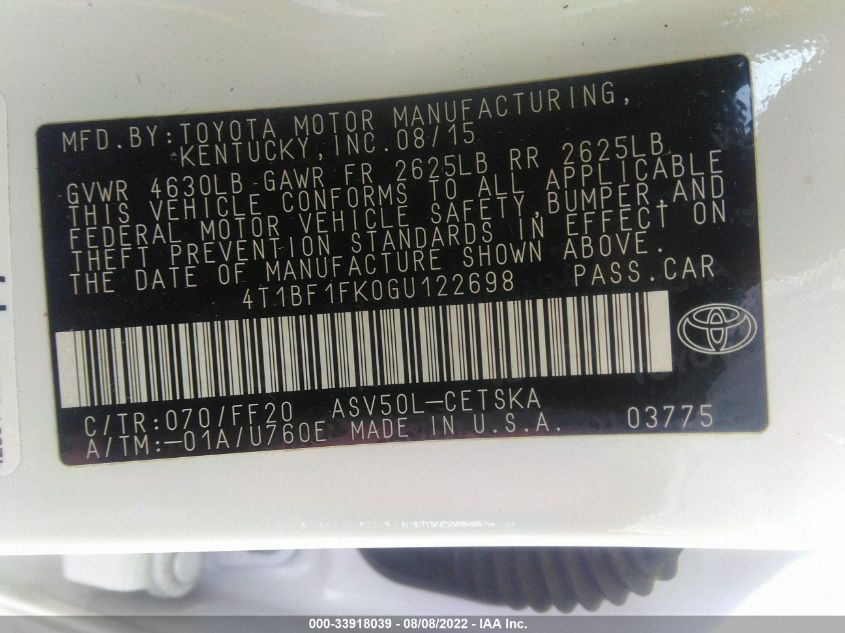 MFD.BY:TOYOTA MOTOR MANUFACTURING,
KENTUCKY,INC.08/15
GVWR 4630LB GAWR FR 2625LB RR 2625LB
THIS VEHICLE CONFORMS TO ALL APPLICABLE
FEDERAL MOTOR VEHICLE SAFETY,BUMPER,AND
THEFT PREVENTION STANDARDS IN EFFECT ON
THE DATE OF MANUFACTURE SHOWN ABOVE.
4T1BF1FK0GU122698 PASS.CAR
C/TR:070/FF20 ASV50L-CETSKA
A/TM:-01A/U760E MADE IN U.S.A. 03775
000-33918039 - 08/08/2022 - IAA Inc.